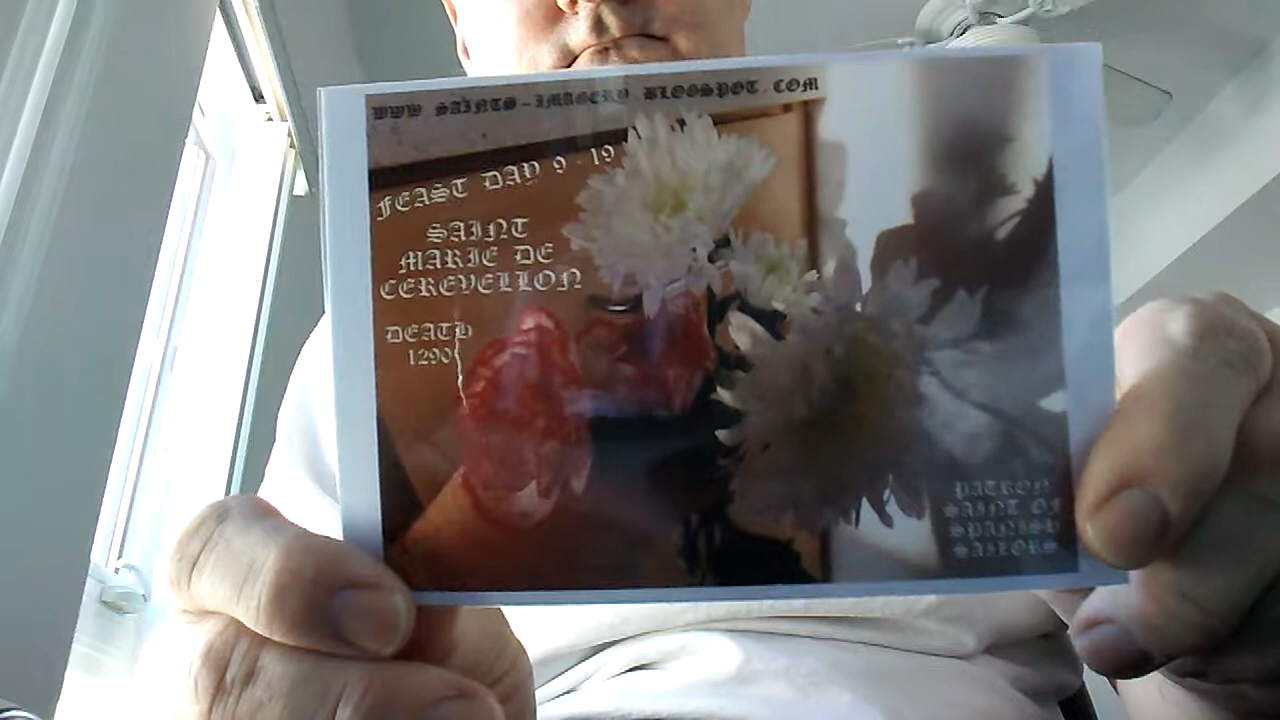 WWW SAINTS-IMAGERY BLOGSPOT.COM
FEAST DAY 9-19
SAINT
MARIE DE
CEREVELLON
DEATH
1290
PATRON
SAINT OF
SPANISH
SAILORS